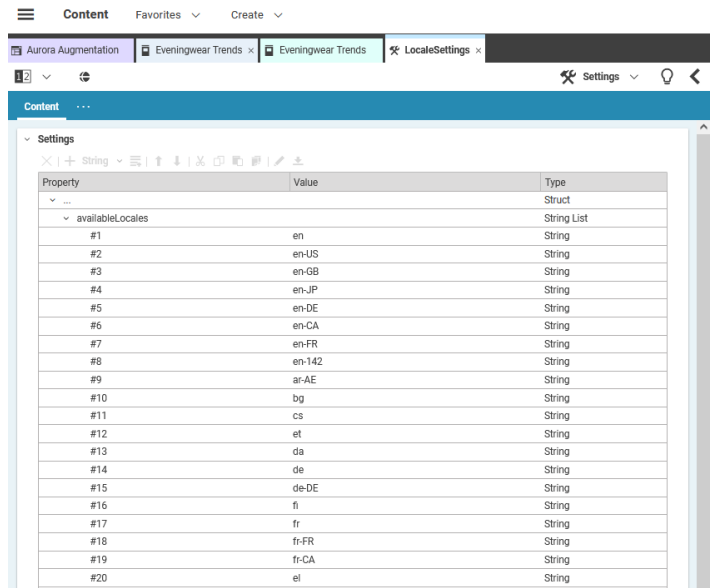 Content Favorites Create
Aurora Augmentation Eveningwear Trends × Eveningwear Trends LocaleSettings ×
1 2 Settings
Content ...
Settings
String
Property Value Type
... Struct
availableLocales String List
#1 en String
#2 en-US String
#3 en-GB String
#4 en-JP String
#5 en-DE String
#6 en-CA String
#7 en-FR String
#8 en-142 String
#9 ar-AE String
#10 bg String
#11 cs String
#12 et String
#13 da String
#14 de String
#15 de-DE String
#16 fi String
#17 fr String
#18 fr-FR String
#19 fr-CA String
#20 el String